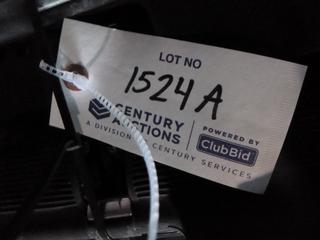 LOT NO
1524A
CENTURY
AUCTIONS
A DIVISION OF CENTURY SERVICES
POWERED BY
ClubBid